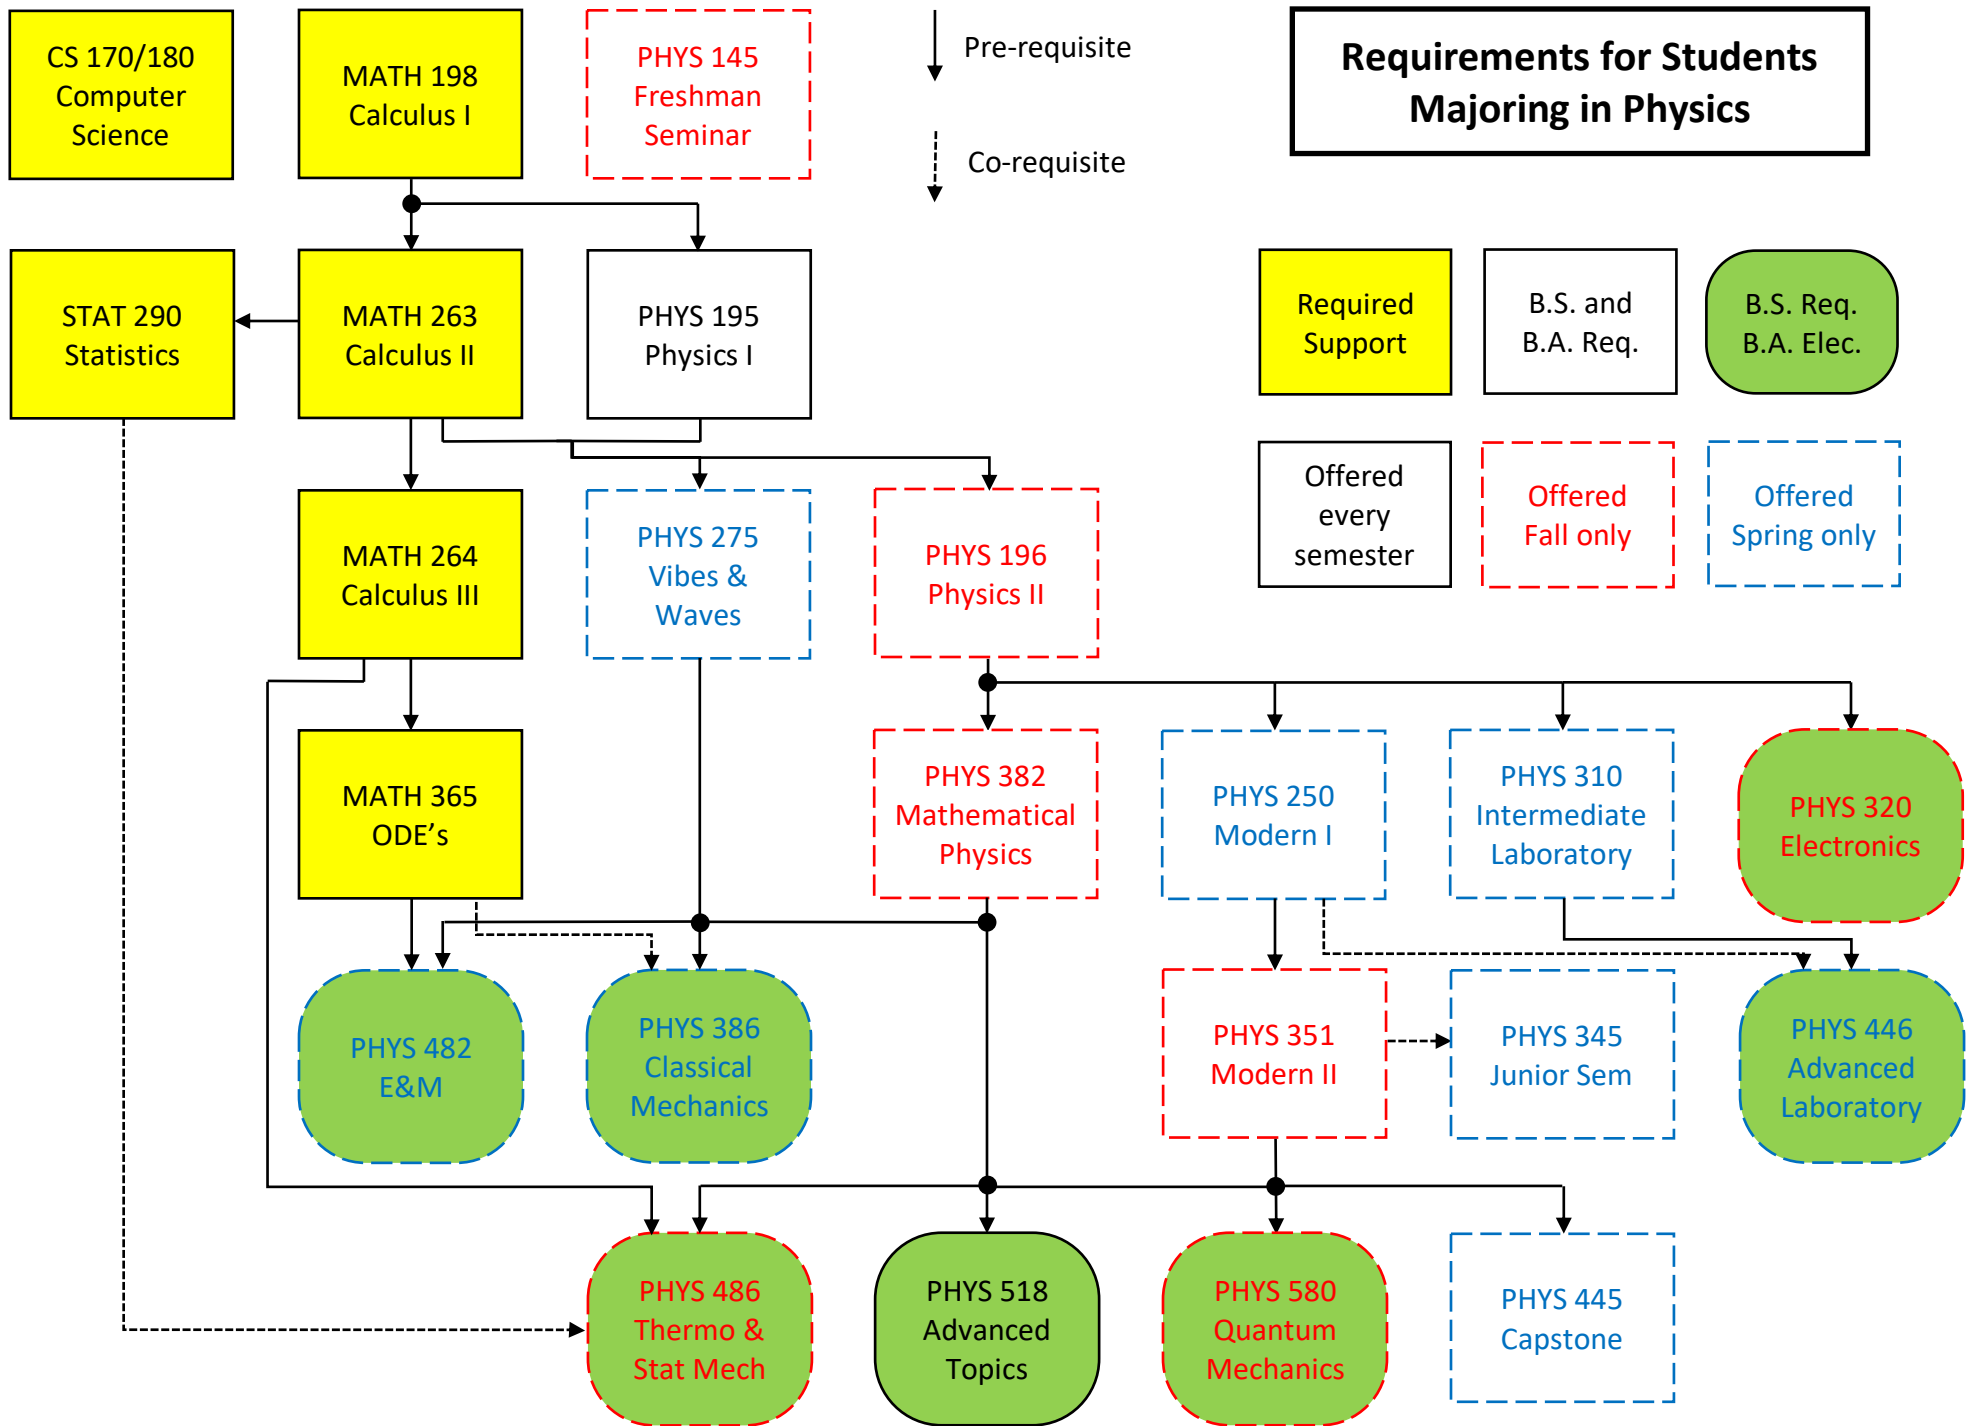 CS 170/180
Computer
Science
MATH 198
Calculus I
PHYS 145
Freshman
Seminar
Pre-requisite
Co-requisite
Requirements for Students
Majoring in Physics
STAT 290
Statistics
MATH 263
Calculus II
PHYS 195
Physics I
Required
Support
B.S. and
B.A. Req.
B.S. Req.
B.A. Elec.
MATH 264
Calculus III
PHYS 275
Vibes &
Waves
PHYS 196
Physics II
Offered
every
semester
Offered
Fall only
Offered
Spring only
MATH 365
ODE's
PHYS 382
Mathematical
Physics
PHYS 250
Modern I
PHYS 310
Intermediate
Laboratory
PHYS 320
Electronics
PHYS 482
E&M
PHYS 386
Classical
Mechanics
PHYS 351
Modern II
PHYS 345
Junior Sem
PHYS 446
Advanced
Laboratory
PHYS 486
Thermo &
Stat Mech
PHYS 518
Advanced
Topics
PHYS 580
Quantum
Mechanics
PHYS 445
Capstone